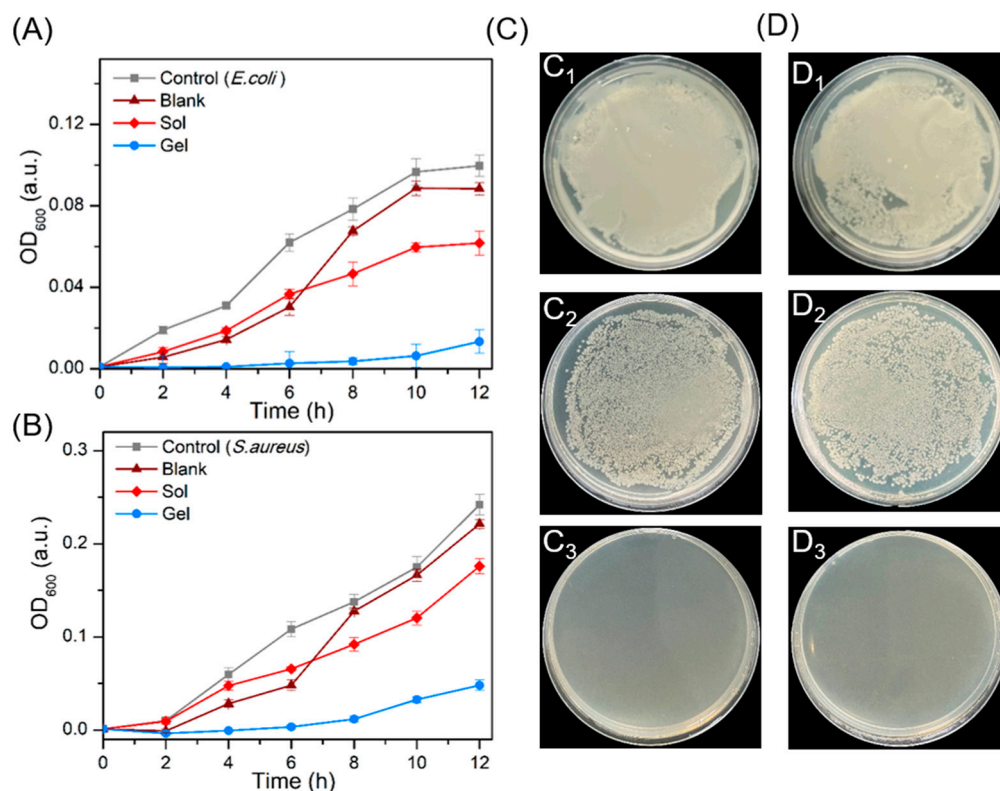 (A)
Control (E.coli )
Blank
Sol
Gel
0.12
0.08
0.04
0.00
OD600 (a.u.)
0 2 4 6 8 10 12
Time (h)
(B)
Control (S.aureus)
Blank
Sol
Gel
0.3
0.2
0.1
0.0
OD600 (a.u.)
0 2 4 6 8 10 12
Time (h)
(C)
C1
C2
C3
(D)
D1
D2
D3